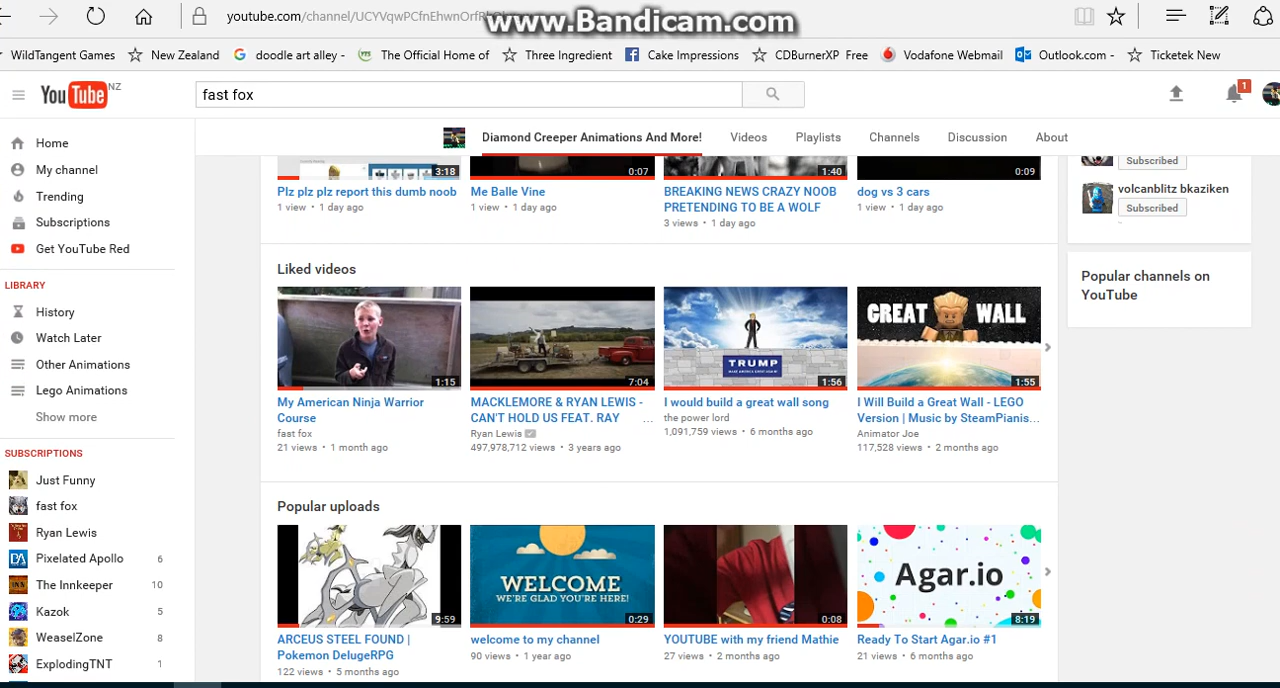 www.Bandicam.com
youtube.com/channel/UCYVqwPCfnEhwnOrfR
WildTangent Games
New Zealand
doodle art alley -
The Official Home of
Three Ingredient
Cake Impressions
CDBurnerXP Free
Vodafone Webmail
Outlook.com -
Ticketek New
YouTube NZ
fast fox
1
Home
My channel
Trending
Subscriptions
Get YouTube Red
LIBRARY
History
Watch Later
Other Animations
Lego Animations
Show more
SUBSCRIPTIONS
Just Funny
fast fox
Ryan Lewis
Pixelated Apollo 6
The Innkeeper 10
Kazok 5
WeaselZone 8
ExplodingTNT 1
Diamond Creeper Animations And More!
Videos
Playlists
Channels
Discussion
About
3:18
Plz plz plz report this dumb noob
1 view • 1 day ago
0:07
Me Balle Vine
1 view • 1 day ago
1:40
BREAKING NEWS CRAZY NOOB
PRETENDING TO BE A WOLF
3 views • 1 day ago
0:09
dog vs 3 cars
1 view • 1 day ago
Liked videos
1:15
My American Ninja Warrior
Course
fast fox
21 views • 1 month ago
7:04
MACKLEMORE & RYAN LEWIS -
CAN'T HOLD US FEAT. RAY ...
Ryan Lewis
497,978,712 views • 3 years ago
TRUMP
MAKE AMERICA GREAT AGAIN!
1:56
I would build a great wall song
the power lord
1,091,759 views • 6 months ago
GREAT WALL
1:55
I Will Build a Great Wall - LEGO
Version | Music by SteamPianis...
Animator Joe
117,528 views • 2 months ago
Popular uploads
9:59
ARCEUS STEEL FOUND |
Pokemon DelugeRPG
122 views • 5 months ago
WELCOME
WE'RE GLAD YOU'RE HERE!
0:29
welcome to my channel
90 views • 1 year ago
0:08
YOUTUBE with my friend Mathie
27 views • 2 months ago
Agar.io
8:19
Ready To Start Agar.io #1
21 views • 6 months ago
Subscribed
volcanblitz bkaziken
Subscribed
Popular channels on
YouTube